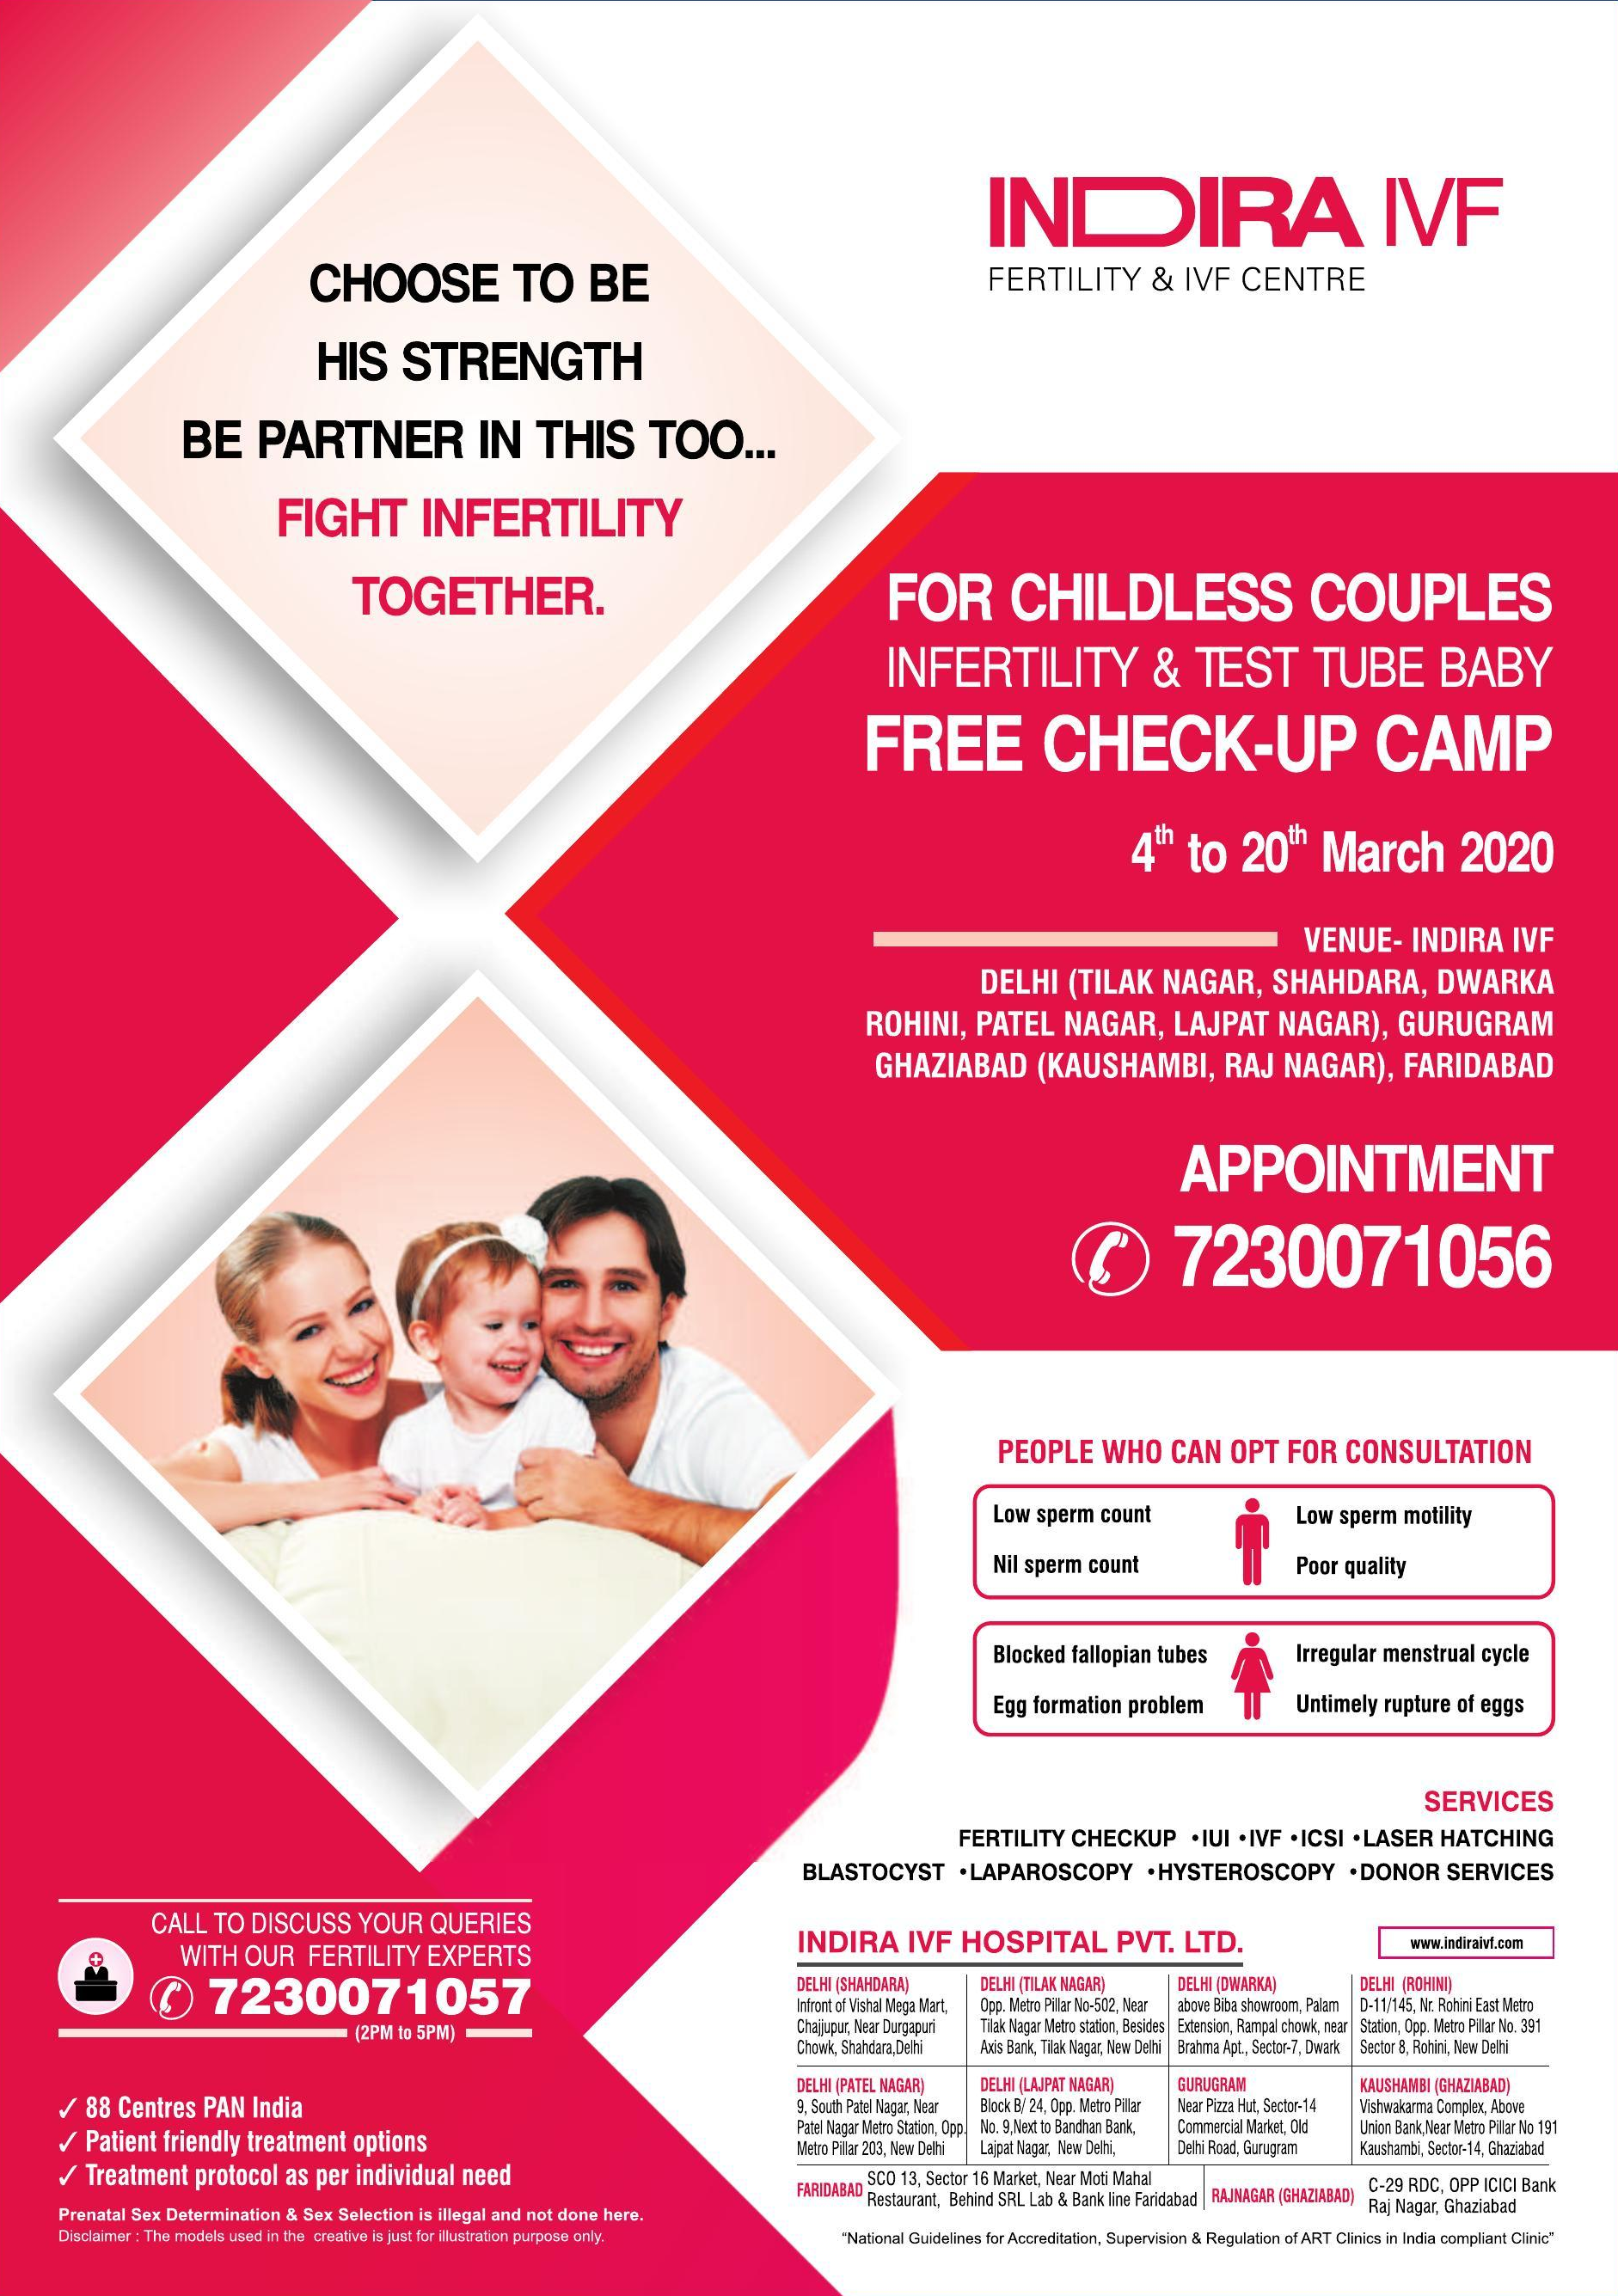 CHOOSE TO BE
HIS STRENGTH
BE PARTNER IN THIS TOO...
FIGHT INFERTILITY
TOGETHER.
INDIRA IVF
FERTILITY & IVF CENTRE
FOR CHILDLESS COUPLES
INFERTILITY & TEST TUBE BABY
FREE CHECK-UP CAMP
4th to 20th March 2020
VENUE- INDIRA IVF
DELHI (TILAK NAGAR, SHAHDARA, DWARKA
ROHINI, PATEL NAGAR, LAJPAT NAGAR), GURUGRAM
GHAZIABAD (KAUSHAMBI, RAJ NAGAR), FARIDABAD
APPOINTMENT
7230071056
PEOPLE WHO CAN OPT FOR CONSULTATION
Low sperm count
Low sperm motility
Nil sperm count
Poor quality
Blocked fallopian tubes
Irregular menstrual cycle
Egg formation problem
Untimely rupture of eggs
SERVICES
FERTILITY CHECKUP •IUI •IVF •ICSI •LASER HATCHING
BLASTOCYST •LAPAROSCOPY •HYSTEROSCOPY •DONOR SERVICES
CALL TO DISCUSS YOUR QUERIES
WITH OUR FERTILITY EXPERTS
7230071057
(2PM to 5PM)
✓ 88 Centres PAN India
✓ Patient friendly treatment options
✓ Treatment protocol as per individual need
Prenatal Sex Determination & Sex Selection is illegal and not done here.
Disclaimer : The models used in the creative is just for illustration purpose only.
INDIRA IVF HOSPITAL PVT. LTD.
www.indiraivf.com
DELHI (SHAHDARA)
Infront of Vishal Mega Mart,
Chajjupur, Near Durgapuri
Chowk, Shahdara,Delhi
DELHI (TILAK NAGAR)
Opp. Metro Pillar No-502, Near
Tilak Nagar Metro station, Besides
Axis Bank, Tilak Nagar, New Delhi
DELHI (DWARKA)
above Biba showroom, Palam
Extension, Rampal chowk, near
Brahma Apt., Sector-7, Dwark
DELHI (ROHINI)
D-11/145, Nr. Rohini East Metro
Station, Opp. Metro Pillar No. 391
Sector 8, Rohini, New Delhi
DELHI (PATEL NAGAR)
9, South Patel Nagar, Near
Patel Nagar Metro Station, Opp.
Metro Pillar 203, New Delhi
DELHI (LAJPAT NAGAR)
Block B/ 24, Opp. Metro Pillar
No. 9,Next to Bandhan Bank,
Lajpat Nagar, New Delhi,
GURUGRAM
Near Pizza Hut, Sector-14
Commercial Market, Old
Delhi Road, Gurugram
KAUSHAMBI (GHAZIABAD)
Vishwakarma Complex, Above
Union Bank,Near Metro Pillar No 191
Kaushambi, Sector-14, Ghaziabad
FARIDABAD
SCO 13, Sector 16 Market, Near Moti Mahal
Restaurant, Behind SRL Lab & Bank line Faridabad
RAJNAGAR (GHAZIABAD)
C-29 RDC, OPP ICICI Bank
Raj Nagar, Ghaziabad
“National Guidelines for Accreditation, Supervision & Regulation of ART Clinics in India compliant Clinic”